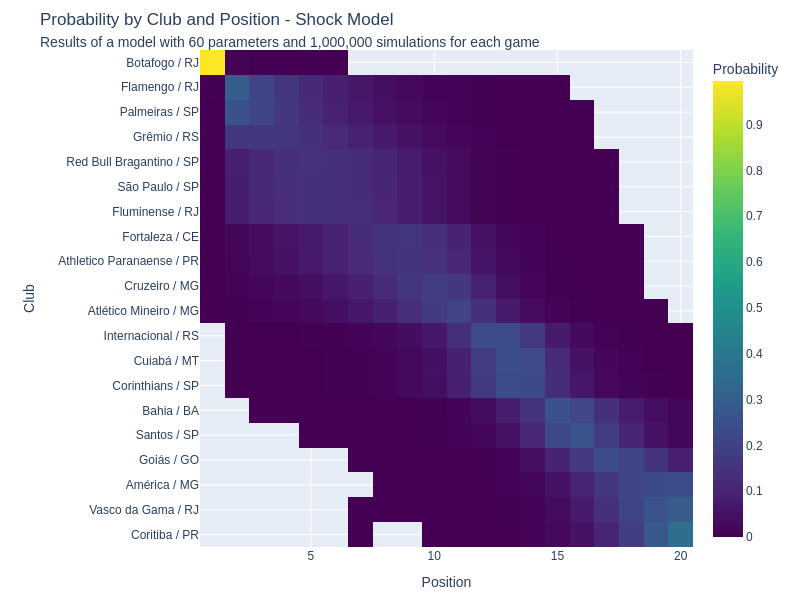 Probability by Club and Position - Shock Model
Results of a model with 60 parameters and 1,000,000 simulations for each game
Botafogo / RJ
Flamengo / RJ
Palmeiras / SP
Grêmio / RS
Red Bull Bragantino / SP
São Paulo / SP
Fluminense / RJ
Fortaleza / CE
Athletico Paranaense / PR
Cruzeiro / MG
Atlético Mineiro / MG
Internacional / RS
Cuiabá / MT
Corinthians / SP
Bahia / BA
Santos / SP
Goiás / GO
América / MG
Vasco da Gama / RJ
Coritiba / PR
Club
5
10
15
20
Position
Probability
0.9
0.8
0.7
0.6
0.5
0.4
0.3
0.2
0.1
0